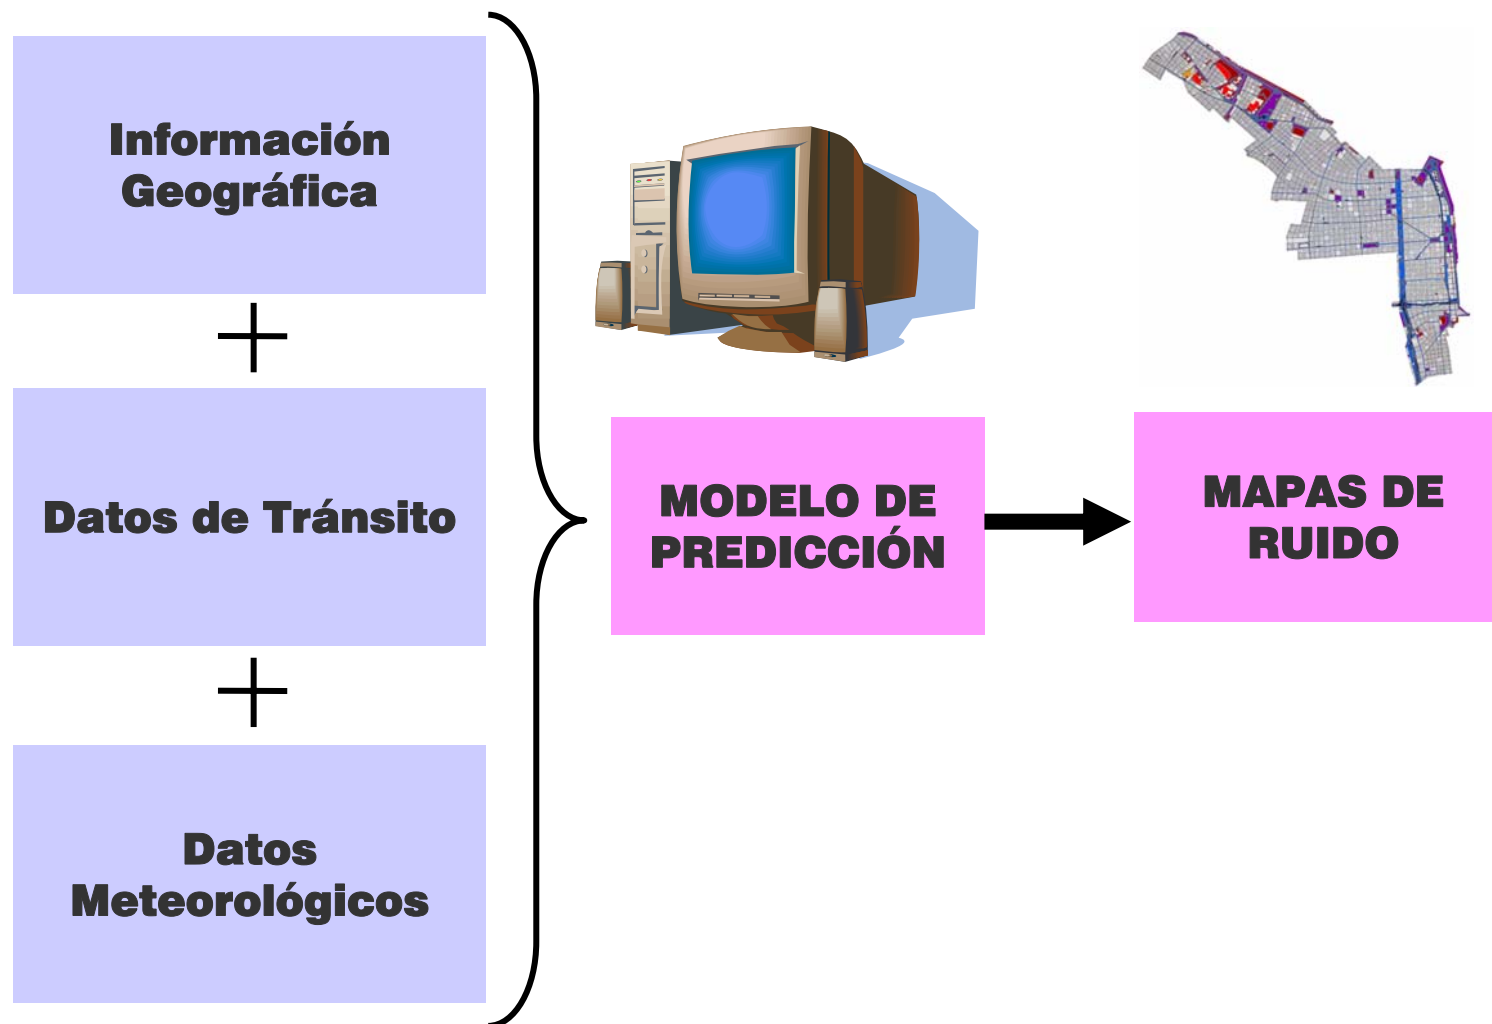 Información
Geográfica
Datos de Tránsito
Datos
Meteorológicos
MODELO DE
PREDICCIÓN
MAPAS DE
RUIDO